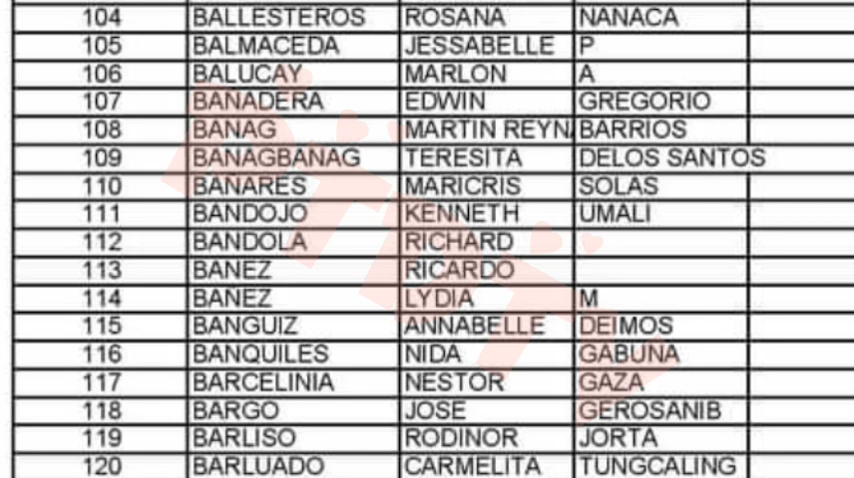 104 BALLESTEROS ROSANA NANACA
105 BALMACEDA JESSABELLE P
106 BALUCAY MARLON A
107 BANADERA EDWIN GREGORIO
108 BANAG MARTIN REYN BARRIOS
109 BANAGBANAG TERESITA DELOS SANTOS
110 BANARES MARICRIS SOLAS
111 BANDOJO KENNETH UMALI
112 BANDOLA RICHARD
113 BANEZ RICARDO
114 BAÑEZ LYDIA M
115 BANGUIZ ANNABELLE DEIMOS
116 BANQUILES NIDA GABUNA
117 BARCELINIA NESTOR GAZA
118 BARGO JOSE GEROSANIB
119 BARLISO RODINOR JORTA
120 BARLUADO CARMELITA TUNGCALING